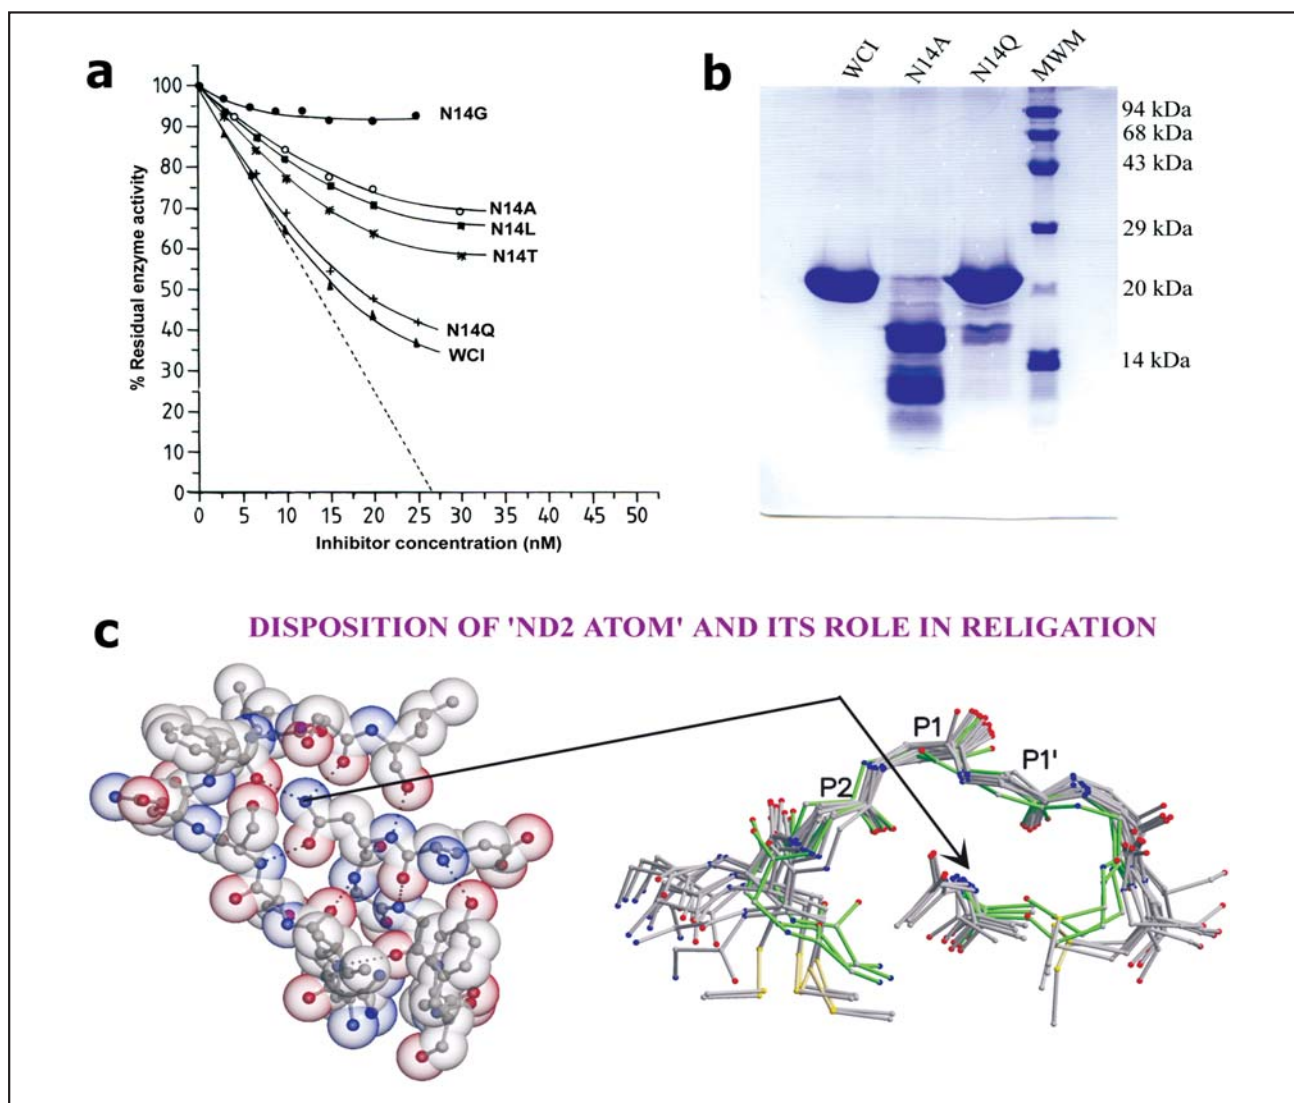 a
% Residual enzyme activity
100
90
80
70
60
50
40
30
20
10
0
0 5 10 15 20 25 30 35 40 45 50
Inhibitor concentration (nM)
N14G
N14A
N14L
N14T
N14Q
WCI
b
WCI N14A N14Q MWM
94 kDa
68 kDa
43 kDa
29 kDa
20 kDa
14 kDa
c DISPOSITION OF 'ND2 ATOM' AND ITS ROLE IN RELIGATION
P1
P1'
P2